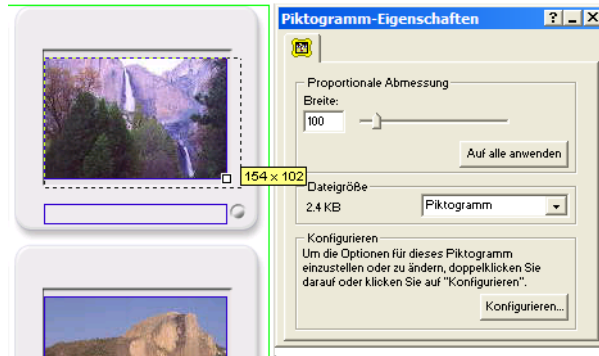 Piktogramm-Eigenschaften
Proportionale Abmessung
Breite:
100
Auf alle anwenden
154 × 102
Dateigröße
2.4 KB
Piktogramm
Konfigurieren
Um die Optionen für dieses Piktogramm
einzustellen oder zu ändern, doppelklicken Sie
darauf oder klicken Sie auf "Konfigurieren".
Konfigurieren...